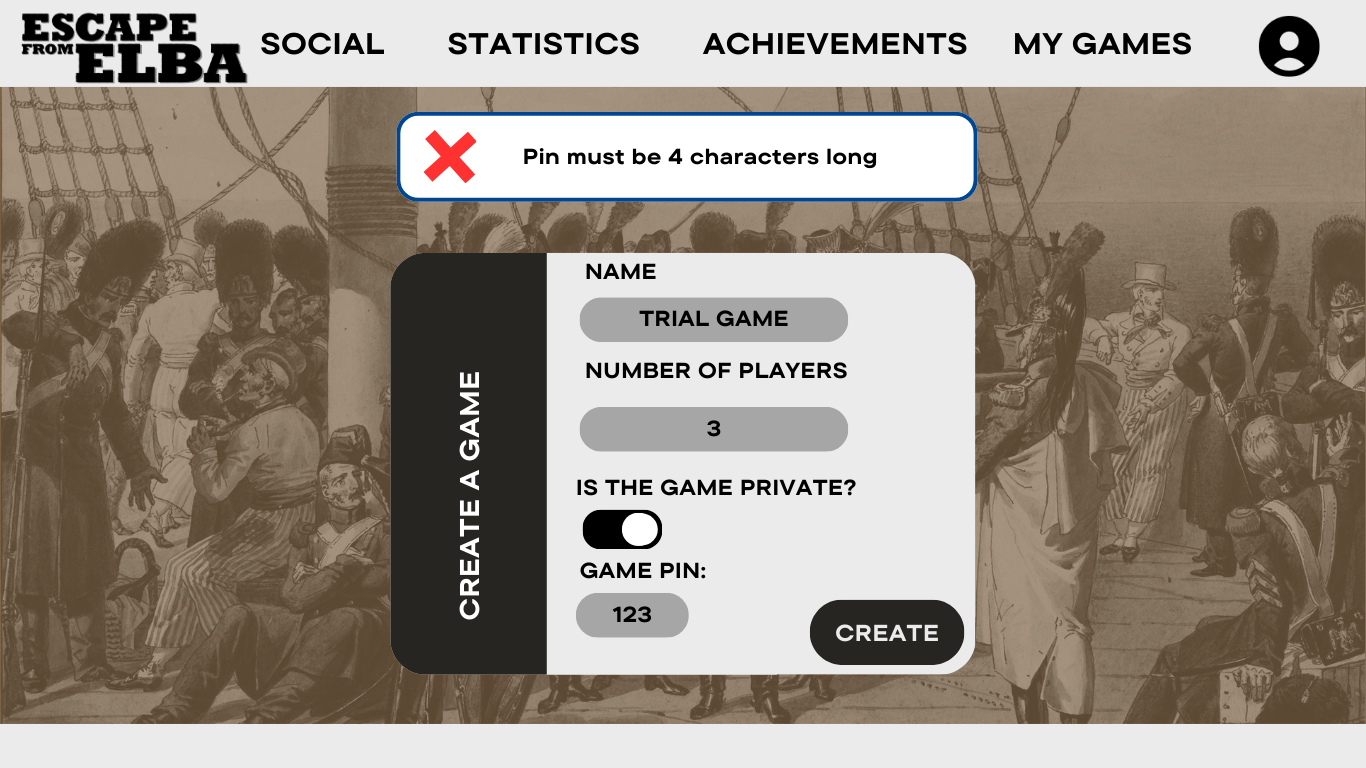 ESCAPE
FROM ELBA
SOCIAL STATISTICS ACHIEVEMENTS MY GAMES
Pin must be 4 characters long
CREATE A GAME
NAME
TRIAL GAME
NUMBER OF PLAYERS
3
IS THE GAME PRIVATE?
GAME PIN:
123
CREATE